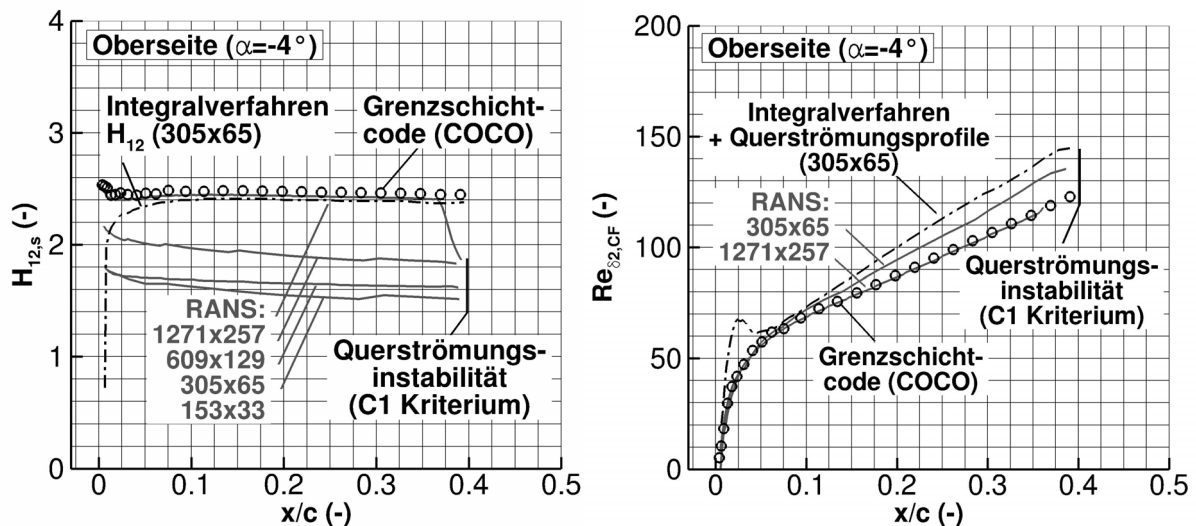 Oberseite (α=-4°)
Integralverfahren
H12 (305x65)
Grenzschicht-
code (COCO)
RANS:
1271x257
609x129
305x65
153x33
Querströmungs-
instabilität
(C1 Kriterium)
H12,s (-)
4
3
2
1
0
0
0.1
0.2
0.3
0.4
0.5
x/c (-)
Oberseite (α=-4°)
Integralverfahren
+ Querströmungsprofile
(305x65)
RANS:
305x65
1271x257
Querströmungs-
instabilität
(C1 Kriterium)
Grenzschicht-
code (COCO)
Reδ2,CF (-)
200
150
100
50
0
0
0.1
0.2
0.3
0.4
0.5
x/c (-)